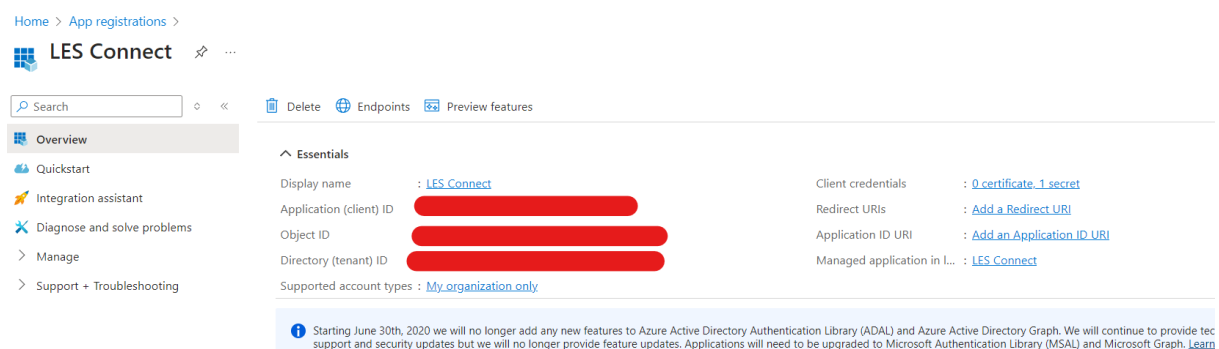 Home > App registrations >
LES Connect
Search
Delete Endpoints Preview features
Overview
Quickstart
Integration assistant
Diagnose and solve problems
Manage
Support + Troubleshooting
Essentials
Display name : LES Connect
Application (client) ID
Object ID
Directory (tenant) ID
Supported account types : My organization only
Client credentials : 0 certificate, 1 secret
Redirect URIs : Add a Redirect URI
Application ID URI : Add an Application ID URI
Managed application in l... : LES Connect
Starting June 30th, 2020 we will no longer add any new features to Azure Active Directory Authentication Library (ADAL) and Azure Active Directory Graph. We will continue to provide tec
support and security updates but we will no longer provide feature updates. Applications will need to be upgraded to Microsoft Authentication Library (MSAL) and Microsoft Graph. Learn